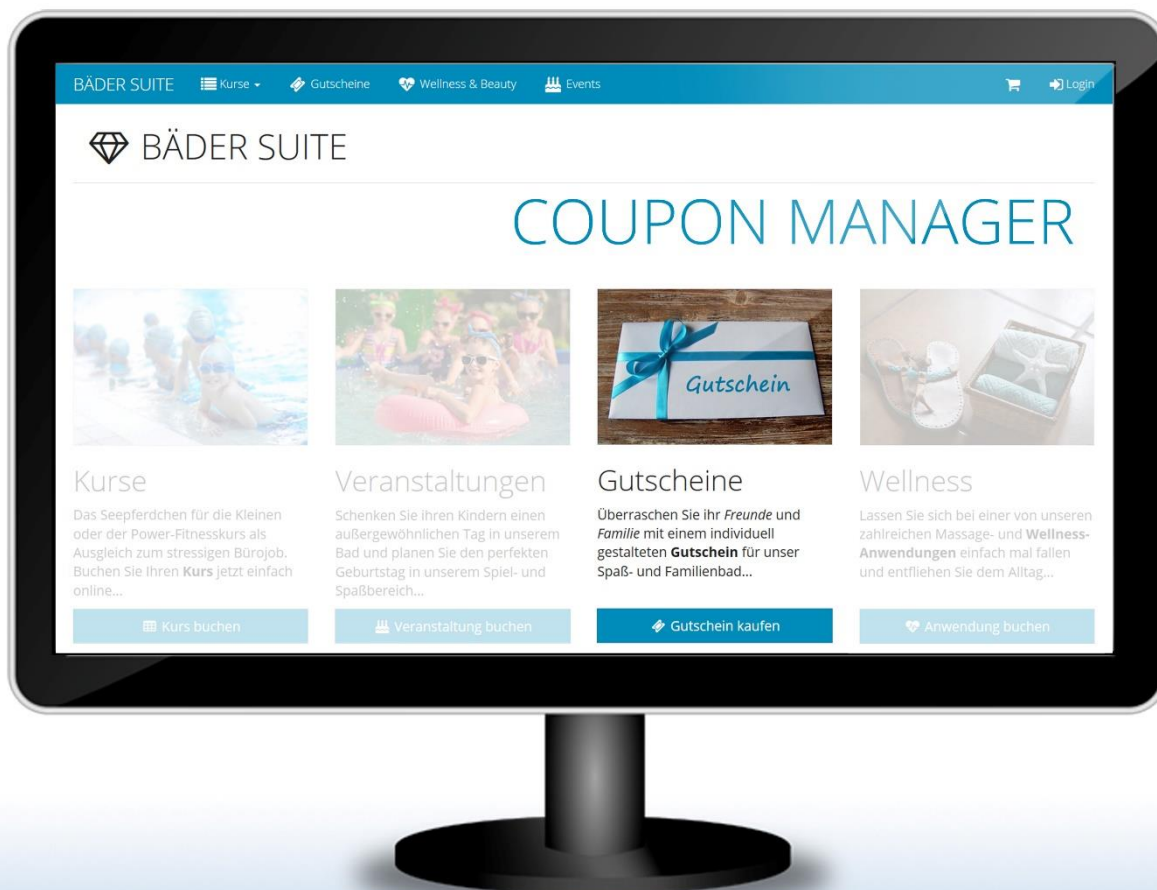 BÄDER SUITE Kurse Gutscheine Wellness & Beauty Events Login
BÄDER SUITE
COUPON MANAGER
Gutschein
Kurse
Das Seepferdchen für die Kleinen
oder der Power-Fitnesskurs als
Ausgleich zum stressigen Bürojob.
Buchen Sie Ihren Kurs jetzt einfach
online...
Kurs buchen
Veranstaltungen
Schenken Sie ihren Kindern einen
außergewöhnlichen Tag in unserem
Bad und planen Sie den perfekten
Geburtstag in unserem Spiel- und
Spaßbereich...
Veranstaltung buchen
Gutscheine
Überraschen Sie ihr Freunde und
Familie mit einem individuell
gestalteten Gutschein für unser
Spaß- und Familienbad...
Gutschein kaufen
Wellness
Lassen Sie sich bei einer von unseren
zahlreichen Massage- und Wellness-
Anwendungen einfach mal fallen
und entfliehen Sie dem Alltag...
Anwendung buchen